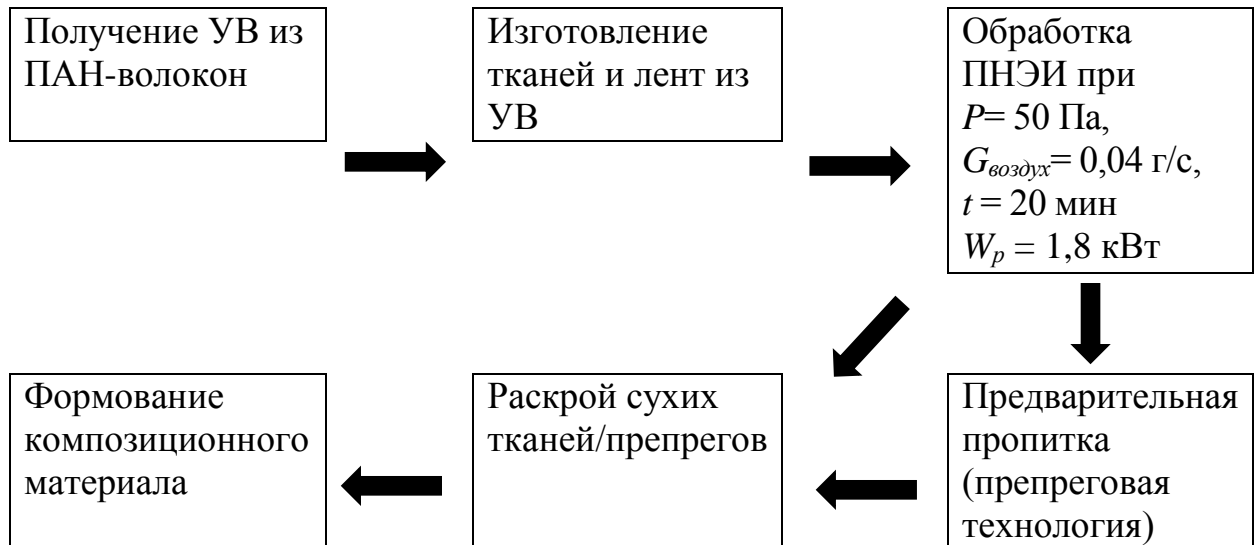 Получение УВ из
ПАН-волокон
Изготовление
тканей и лент из
УВ
Обработка
ПНЭИ при
P= 50 Па,
Gвоздух= 0,04 г/с,
t = 20 мин
Wp = 1,8 кВт
Формование
композиционного
материала
Раскрой сухих
тканей/препрегов
Предварительная
пропитка
(препреговая
технология)